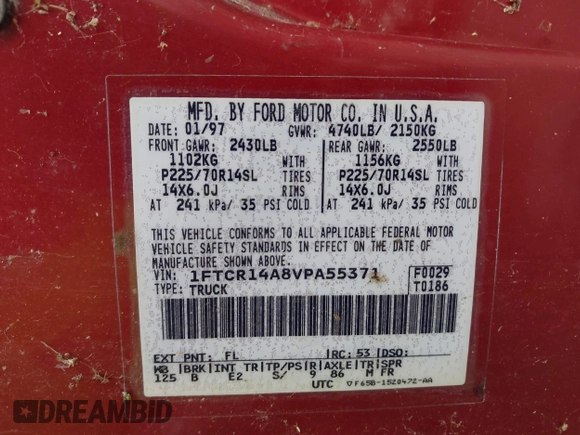 MFD. BY FORD MOTOR CO. IN U.S.A.
DATE: 01/97 GVWR: 4740LB/ 2150KG
FRONT GAWR: 2430LB REAR GAWR: 2550LB
1102KG WITH 1156KG WITH
P225/70R14SL TIRES P225/70R14SL TIRES
14X6.0J RIMS 14X6.0J RIMS
AT 241 kPa/ 35 PSI COLD AT 241 kPa/ 35 PSI COLD
THIS VEHICLE CONFORMS TO ALL APPLICABLE FEDERAL MOTOR
VEHICLE SAFETY STANDARDS IN EFFECT ON THE DATE OF
MANUFACTURE SHOWN ABOVE.
VIN: 1FTCR14A8VPA55371 F0029
TYPE: TRUCK T0186
EXT PNT: FL RC: 53 DSO:
WB BRK INT TR TP/PS R AXLE TR SPR
125 B E2 S/ 9 86 M FR
UTC ▽F65B-1520472-AA
DREAMBID